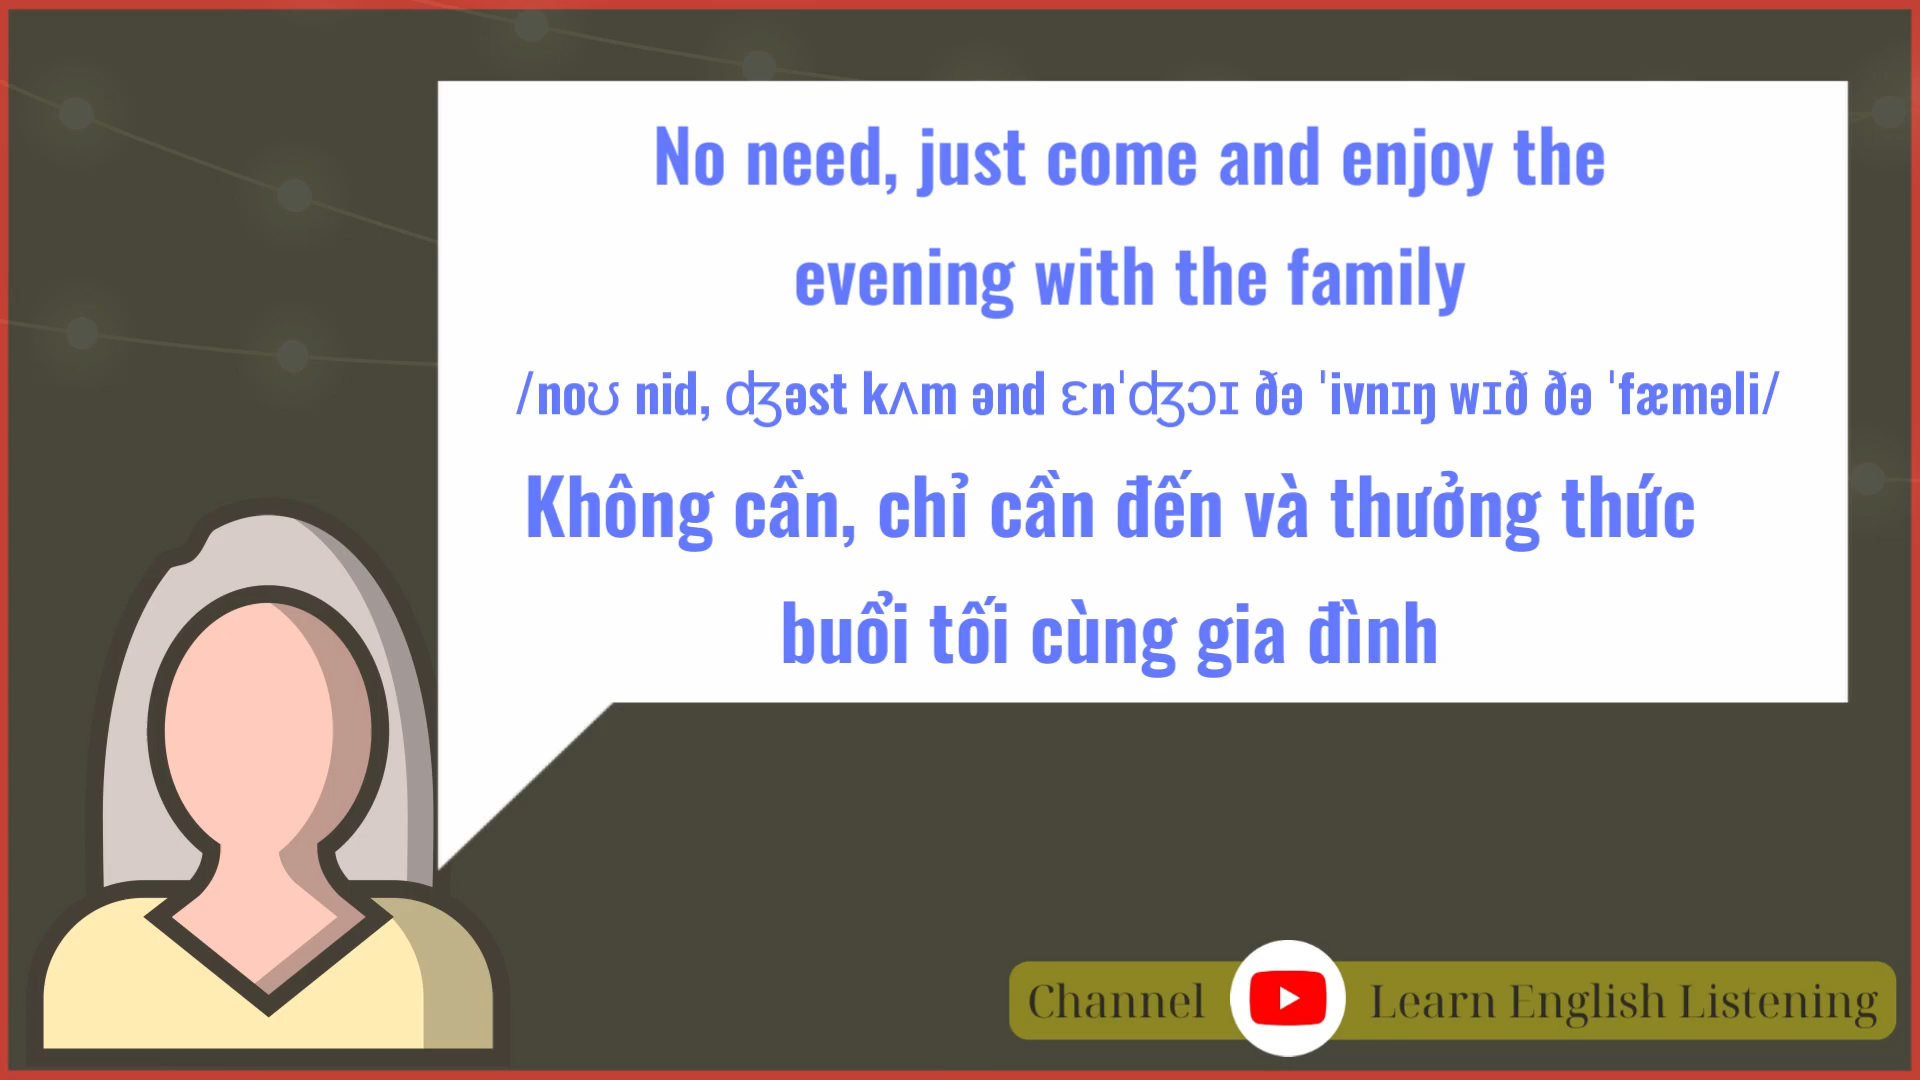 No need, just come and enjoy the
evening with the family
/noʊ nid, ʤəst kʌm ənd ɛnˈʤɔɪ ðə ˈivnɪŋ wɪð ðə ˈfæməli/
Không cần, chỉ cần đến và thưởng thức
buổi tối cùng gia đình
Channel Learn English Listening